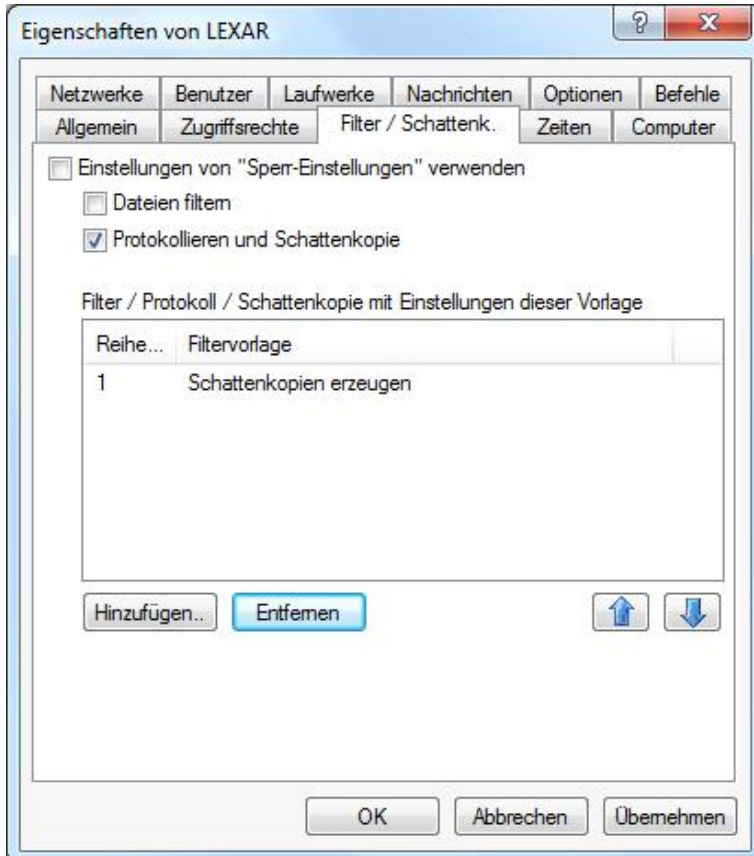 Eigenschaften von LEXAR
Netzwerke Benutzer Laufwerke Nachrichten Optionen Befehle
Allgemein Zugriffsrechte Filter / Schattenk. Zeiten Computer
Einstellungen von "Sperr-Einstellungen" verwenden
Dateien filtern
Protokollieren und Schattenkopie
Filter / Protokoll / Schattenkopie mit Einstellungen dieser Vorlage
Reihe... Filtervorlage
1 Schattenkopien erzeugen
Hinzufügen.. Entfernen
OK Abbrechen Übernehmen